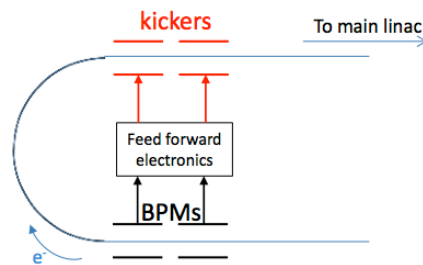 kickers
To main linac
Feed forward
electronics
BPMs
e-